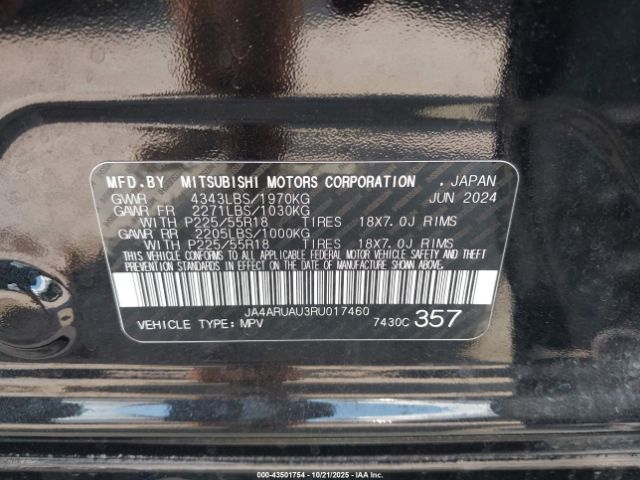 MFD.BY MITSUBISHI MOTORS CORPORATION . JAPAN
GVWR 4343LBS/1970KG JUN 2024
GAWR FR 2271LBS/1030KG
WITH P225/55R18 TIRES 18X7.0J RIMS
GAWR RR 2205LBS/1000KG
WITH P225/55R18 TIRES 18X7.0J RIMS
THIS VEHICLE CONFORMS TO ALL APPLICABLE FEDERAL MOTOR VEHICLE SAFETY AND THEFT
PREVENTION STANDARDS IN EFFECT ON THE DATE OF MANUFACTURE SHOWN ABOVE.
JA4ARUAU3RU017460
VEHICLE TYPE:MPV 7430C 357
000-43501754 - 10/21/2025 - IAAI.COM